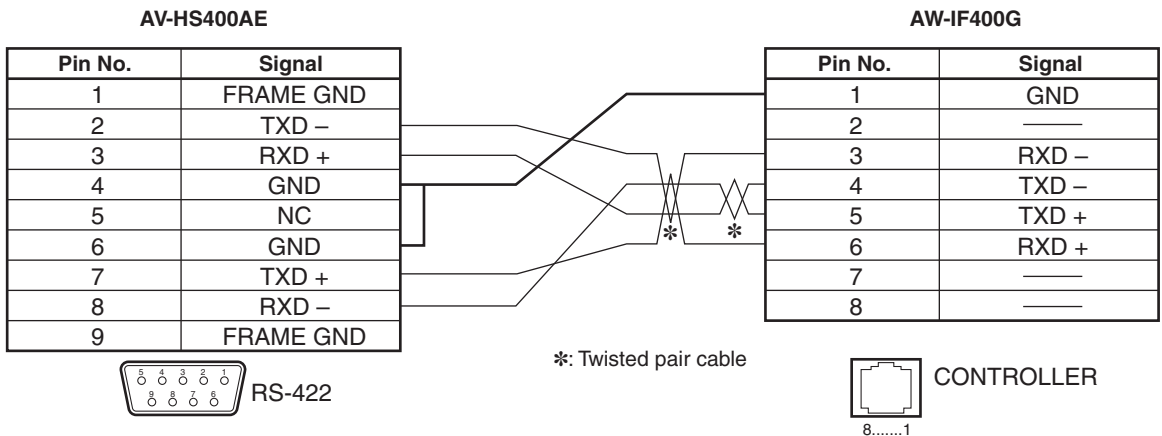 AV-HS400AE
AW-IF400G
Pin No. Signal
1 FRAME GND
2 TXD –
3 RXD +
4 GND
5 NC
6 GND
7 TXD +
8 RXD –
9 FRAME GND
Pin No. Signal
1 GND
2 ——
3 RXD –
4 TXD –
5 TXD +
6 RXD +
7 ——
8 ——
✻
✻
✻: Twisted pair cable
5 4 3 2 1
9 8 7 6
RS-422
CONTROLLER
8.......1